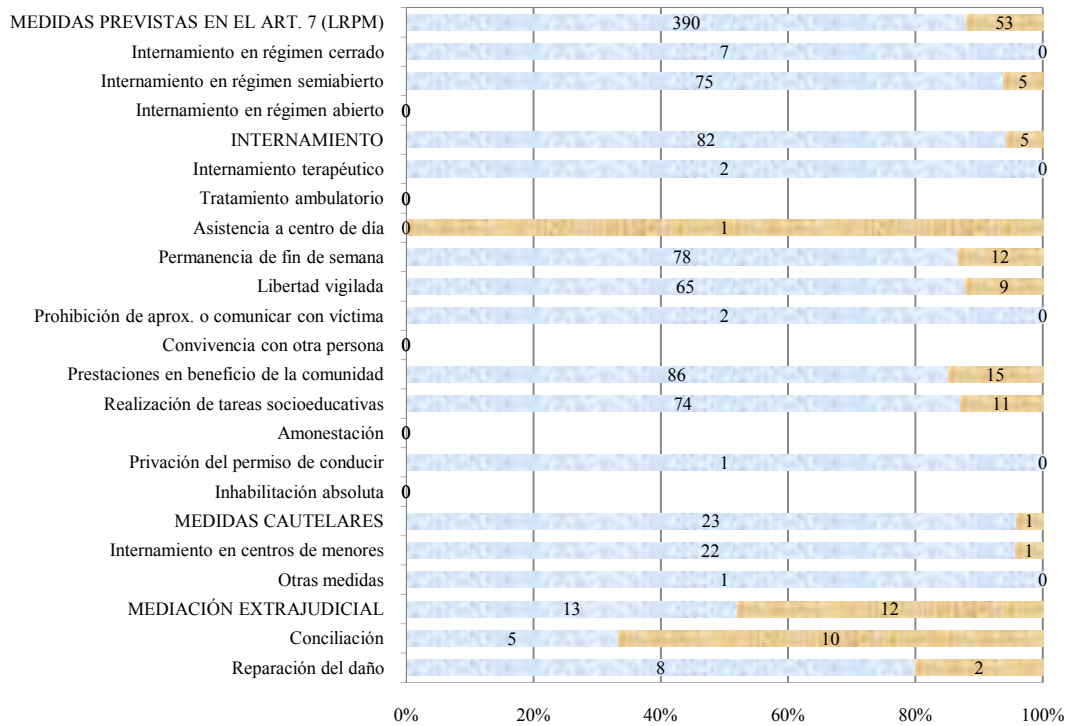 MEDIDAS PREVISTAS EN EL ART. 7 (LRPM) 390 53
Internamiento en régimen cerrado 7 0
Internamiento en régimen semiabierto 75 5
Internamiento en régimen abierto 0
INTERNAMIENTO 82 5
Internamiento terapéutico 2 0
Tratamiento ambulatorio 0
Asistencia a centro de día 0 1
Permanencia de fin de semana 78 12
Libertad vigilada 65 9
Prohibición de aprox. o comunicar con víctima 2 0
Convivencia con otra persona 0
Prestaciones en beneficio de la comunidad 86 15
Realización de tareas socioeducativas 74 11
Amonestación 0
Privación del permiso de conducir 1 0
Inhabilitación absoluta 0
MEDIDAS CAUTELARES 23 1
Internamiento en centros de menores 22 1
Otras medidas 1 0
MEDIACIÓN EXTRAJUDICIAL 13 12
Conciliación 5 10
Reparación del daño 8 2
0% 20% 40% 60% 80% 100%